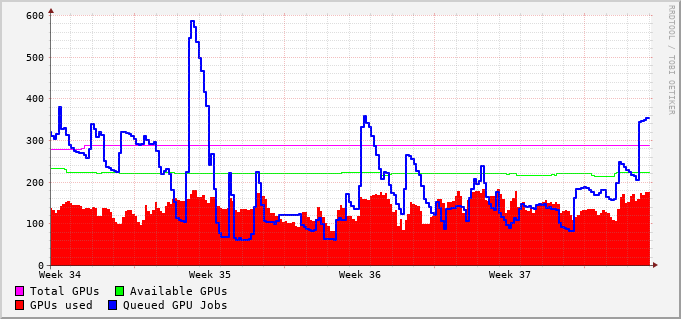 600
500
400
300
200
100
0
Week 34 Week 35 Week 36 Week 37
Total GPUs Available GPUs
GPUs used Queued GPU Jobs
RRDTOOL / TOBI OETIKER